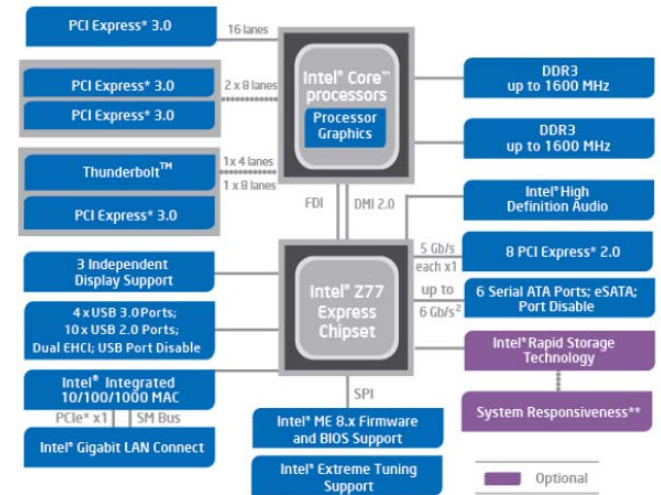 PCI Express* 3.0
16 lanes
PCI Express* 3.0
2 x 8 lanes
PCI Express* 3.0
Thunderbolt™
1x 4 lanes
1 x 8 lanes
PCI Express* 3.0
Intel® Core™
processors
Processor
Graphics
DDR3
up to 1600 MHz
DDR3
up to 1600 MHz
FDI
DMI 2.0
Intel® High
Definition Audio
5 Gb/s
each x1
8 PCI Express* 2.0
up to
6 Gb/s²
6 Serial ATA Ports; eSATA;
Port Disable
3 Independent
Display Support
Intel® Z77
Express
Chipset
4 x USB 3.0 Ports;
10 x USB 2.0 Ports;
Dual EHCI; USB Port Disable
Intel® Rapid Storage
Technology
Intel® Integrated
10/100/1000 MAC
PCIe* x1
SM Bus
Intel® Gigabit LAN Connect
SPI
Intel® ME 8.x Firmware
and BIOS Support
System Responsiveness**
Intel® Extreme Tuning
Support
Optional